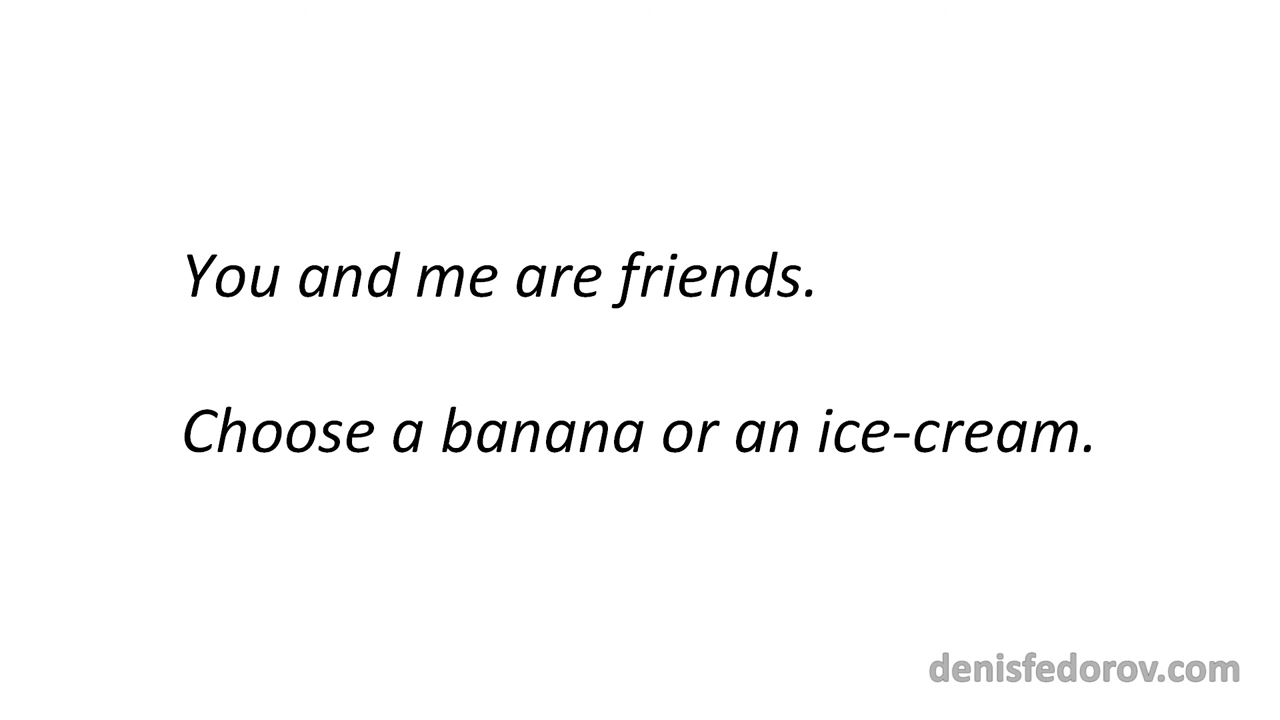 You and me are friends.
Choose a banana or an ice-cream.
denisfedorov.com